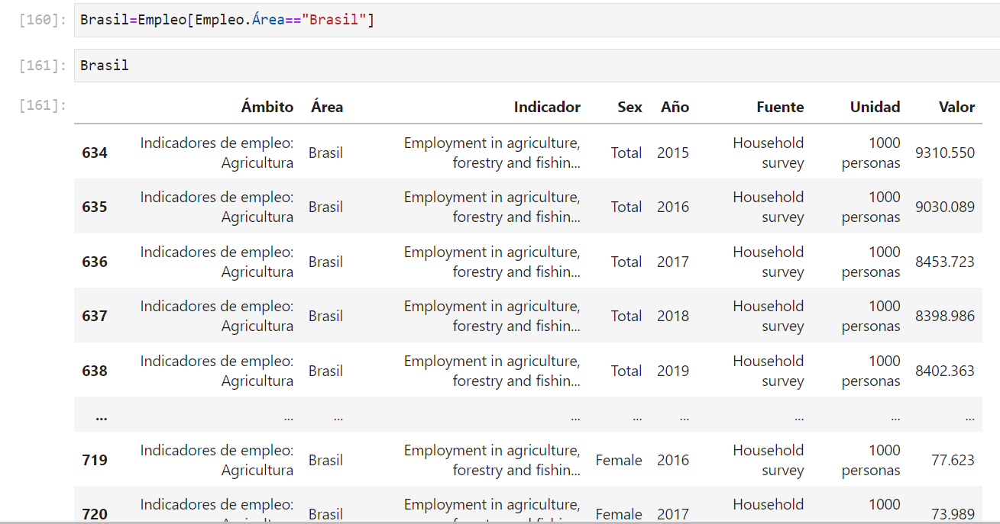 [160]: Brasil=Empleo[Empleo.Área=="Brasil"]
[161]: Brasil
[161]: Ámbito Área Indicador Sex Año Fuente Unidad Valor
634 Indicadores de empleo: Agricultura Brasil Employment in agriculture, forestry and fishin... Total 2015 Household survey 1000 personas 9310.550
635 Indicadores de empleo: Agricultura Brasil Employment in agriculture, forestry and fishin... Total 2016 Household survey 1000 personas 9030.089
636 Indicadores de empleo: Agricultura Brasil Employment in agriculture, forestry and fishin... Total 2017 Household survey 1000 personas 8453.723
637 Indicadores de empleo: Agricultura Brasil Employment in agriculture, forestry and fishin... Total 2018 Household survey 1000 personas 8398.986
638 Indicadores de empleo: Agricultura Brasil Employment in agriculture, forestry and fishin... Total 2019 Household survey 1000 personas 8402.363
... ... ... ... ... ... ... ... ...
719 Indicadores de empleo: Agricultura Brasil Employment in agriculture, forestry and fishin... Female 2016 Household survey 1000 personas 77.623
720 Indicadores de empleo: Brasil Employment in agriculture, Female 2017 Household 1000 73.989